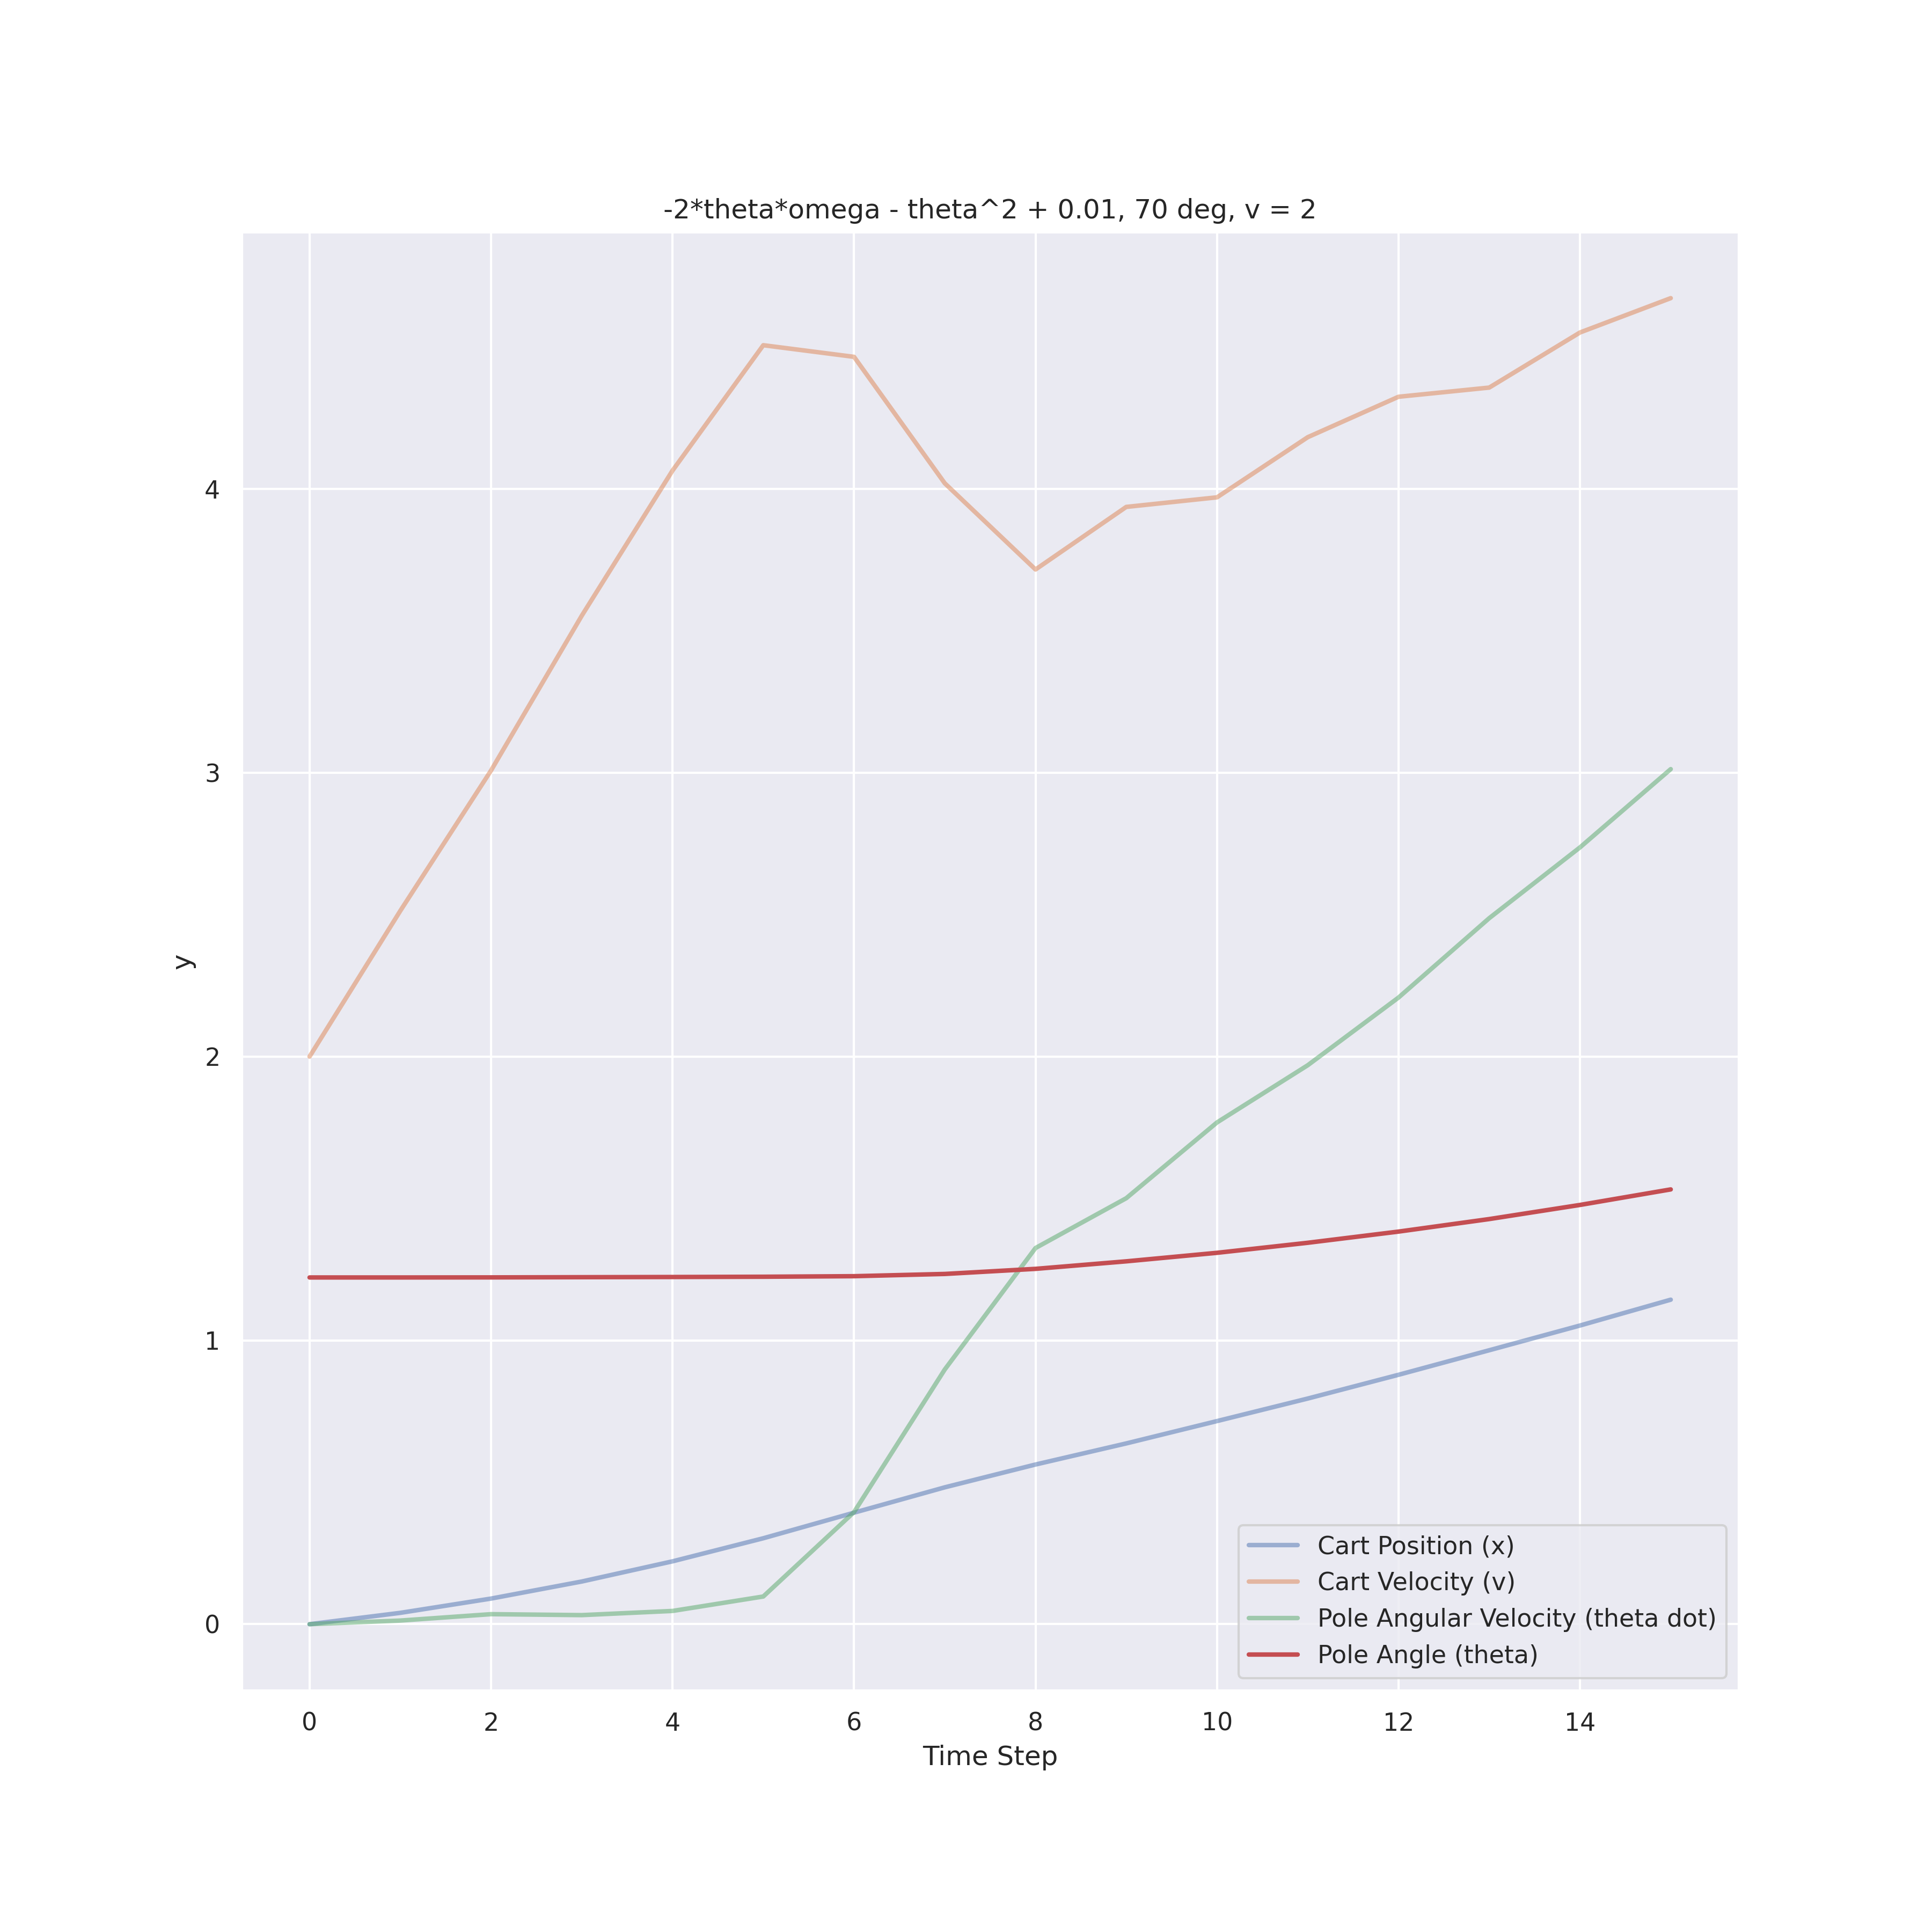 -2*theta*omega - theta^2 + 0.01, 70 deg, v = 2
4
3
2
1
0
y
0 2 4 6 8 10 12 14
Time Step
Cart Position (x)
Cart Velocity (v)
Pole Angular Velocity (theta dot)
Pole Angle (theta)